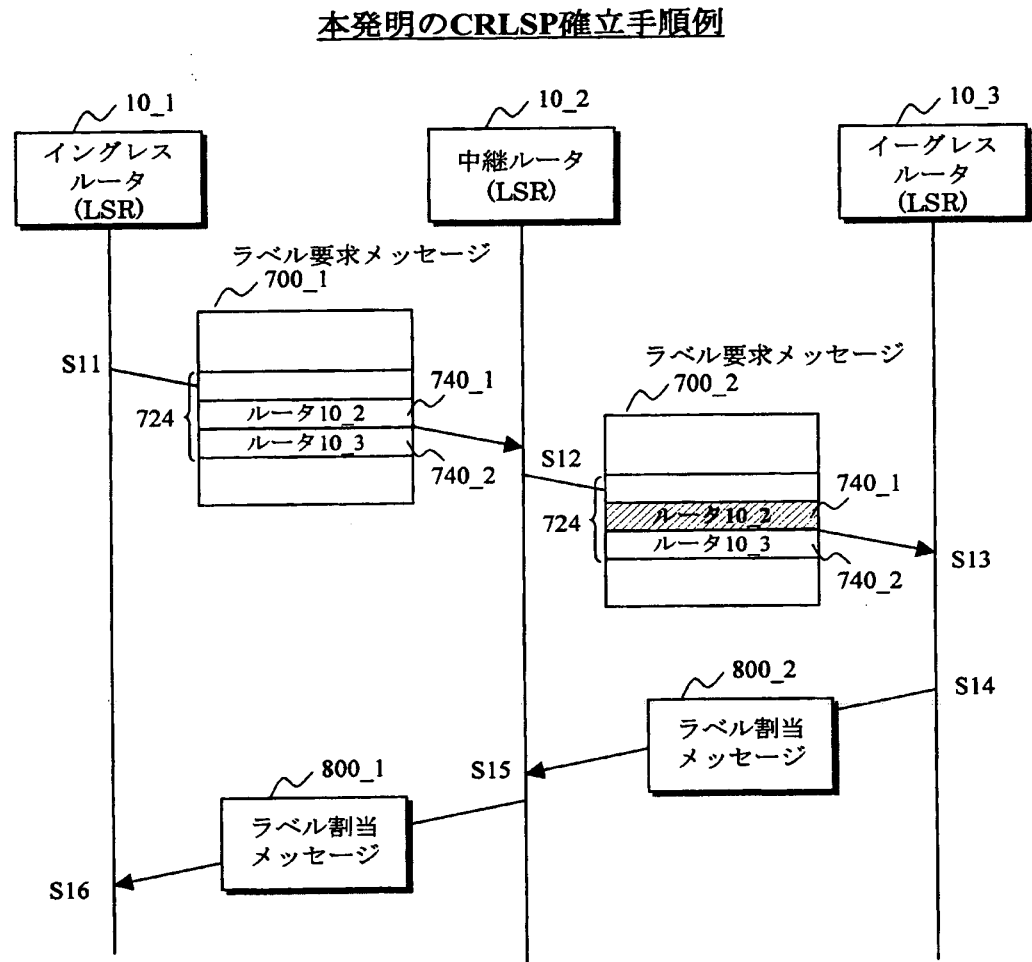 本発明のCRLSP確立手順例
10_1
10_2
10_3
イングレス
ルータ
(LSR)
中継ルータ
(LSR)
イーグレス
ルータ
(LSR)
ラベル要求メッセージ
700_1
S11
724
740_1
ルータ10_2
ルータ10_3
740_2
ラベル要求メッセージ
700_2
S12
724
740_1
ルータ10_2
ルータ10_3
740_2
S13
800_2
S14
ラベル割当
メッセージ
S15
800_1
ラベル割当
メッセージ
S16